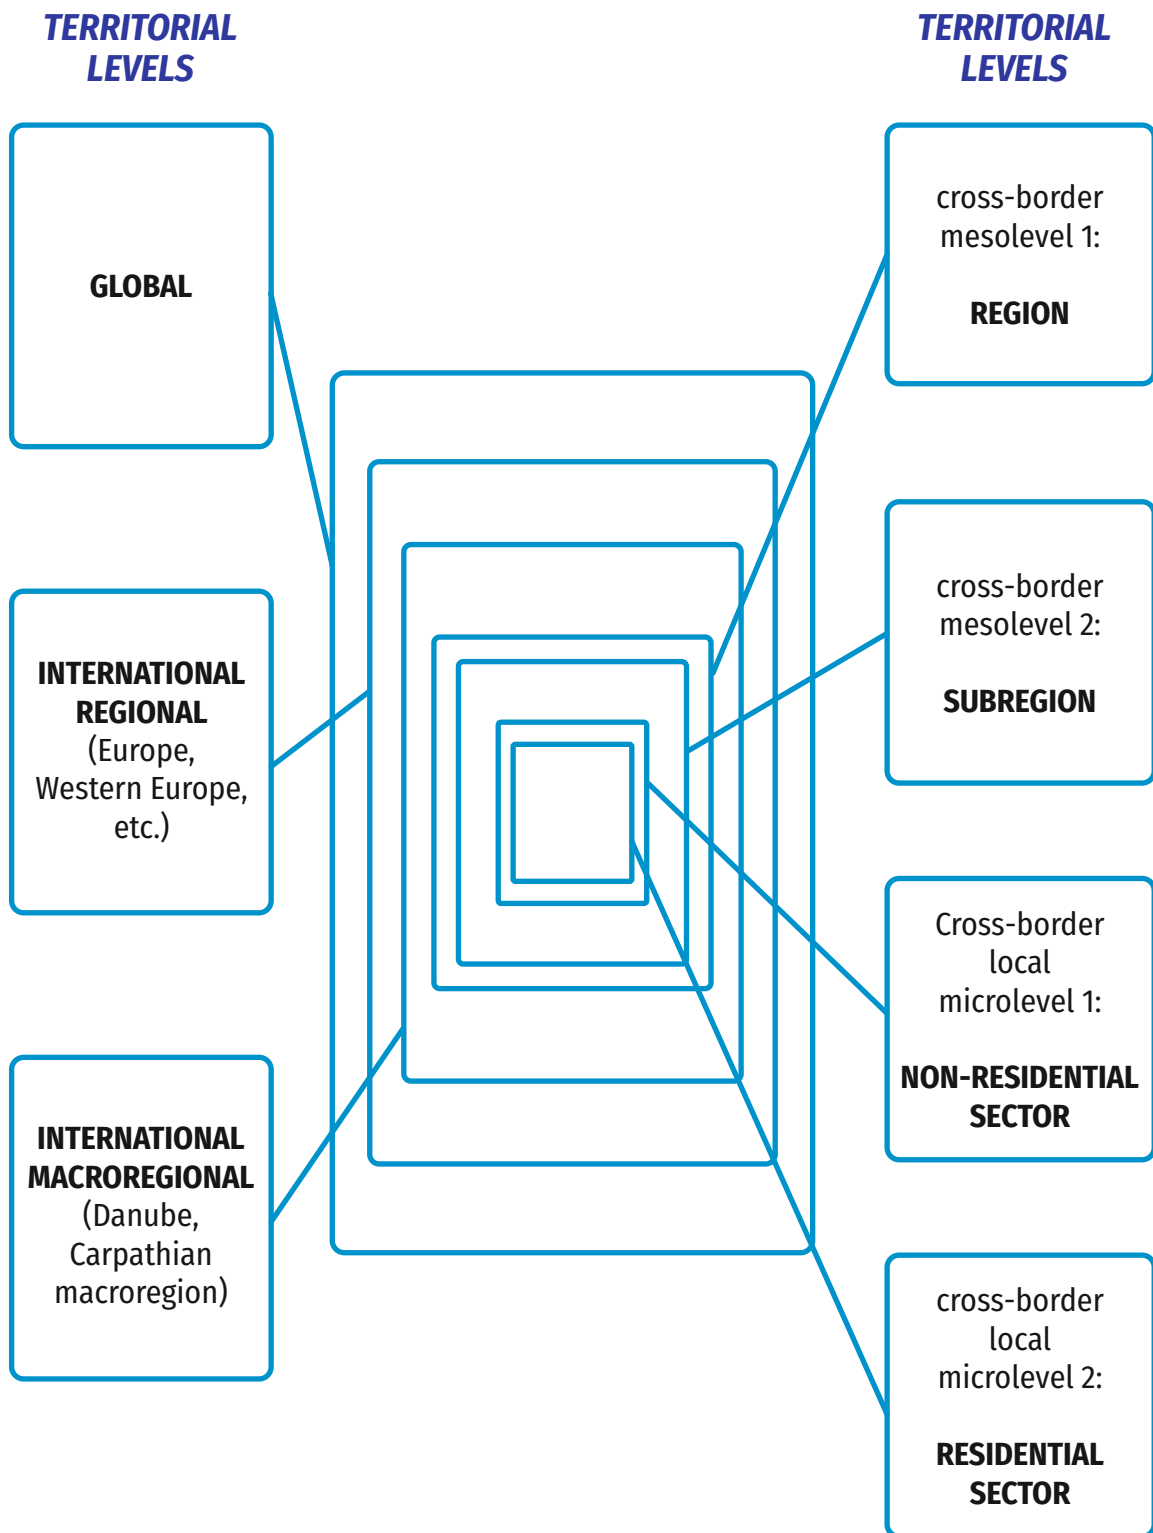 TERRITORIAL
LEVELS
GLOBAL
INTERNATIONAL
REGIONAL
(Europe,
Western Europe,
etc.)
INTERNATIONAL
MACROREGIONAL
(Danube,
Carpathian
macroregion)
TERRITORIAL
LEVELS
cross-border
mesolevel 1:
REGION
cross-border
mesolevel 2:
SUBREGION
Cross-border
local
microlevel 1:
NON-RESIDENTIAL
SECTOR
cross-border
local
microlevel 2:
RESIDENTIAL
SECTOR